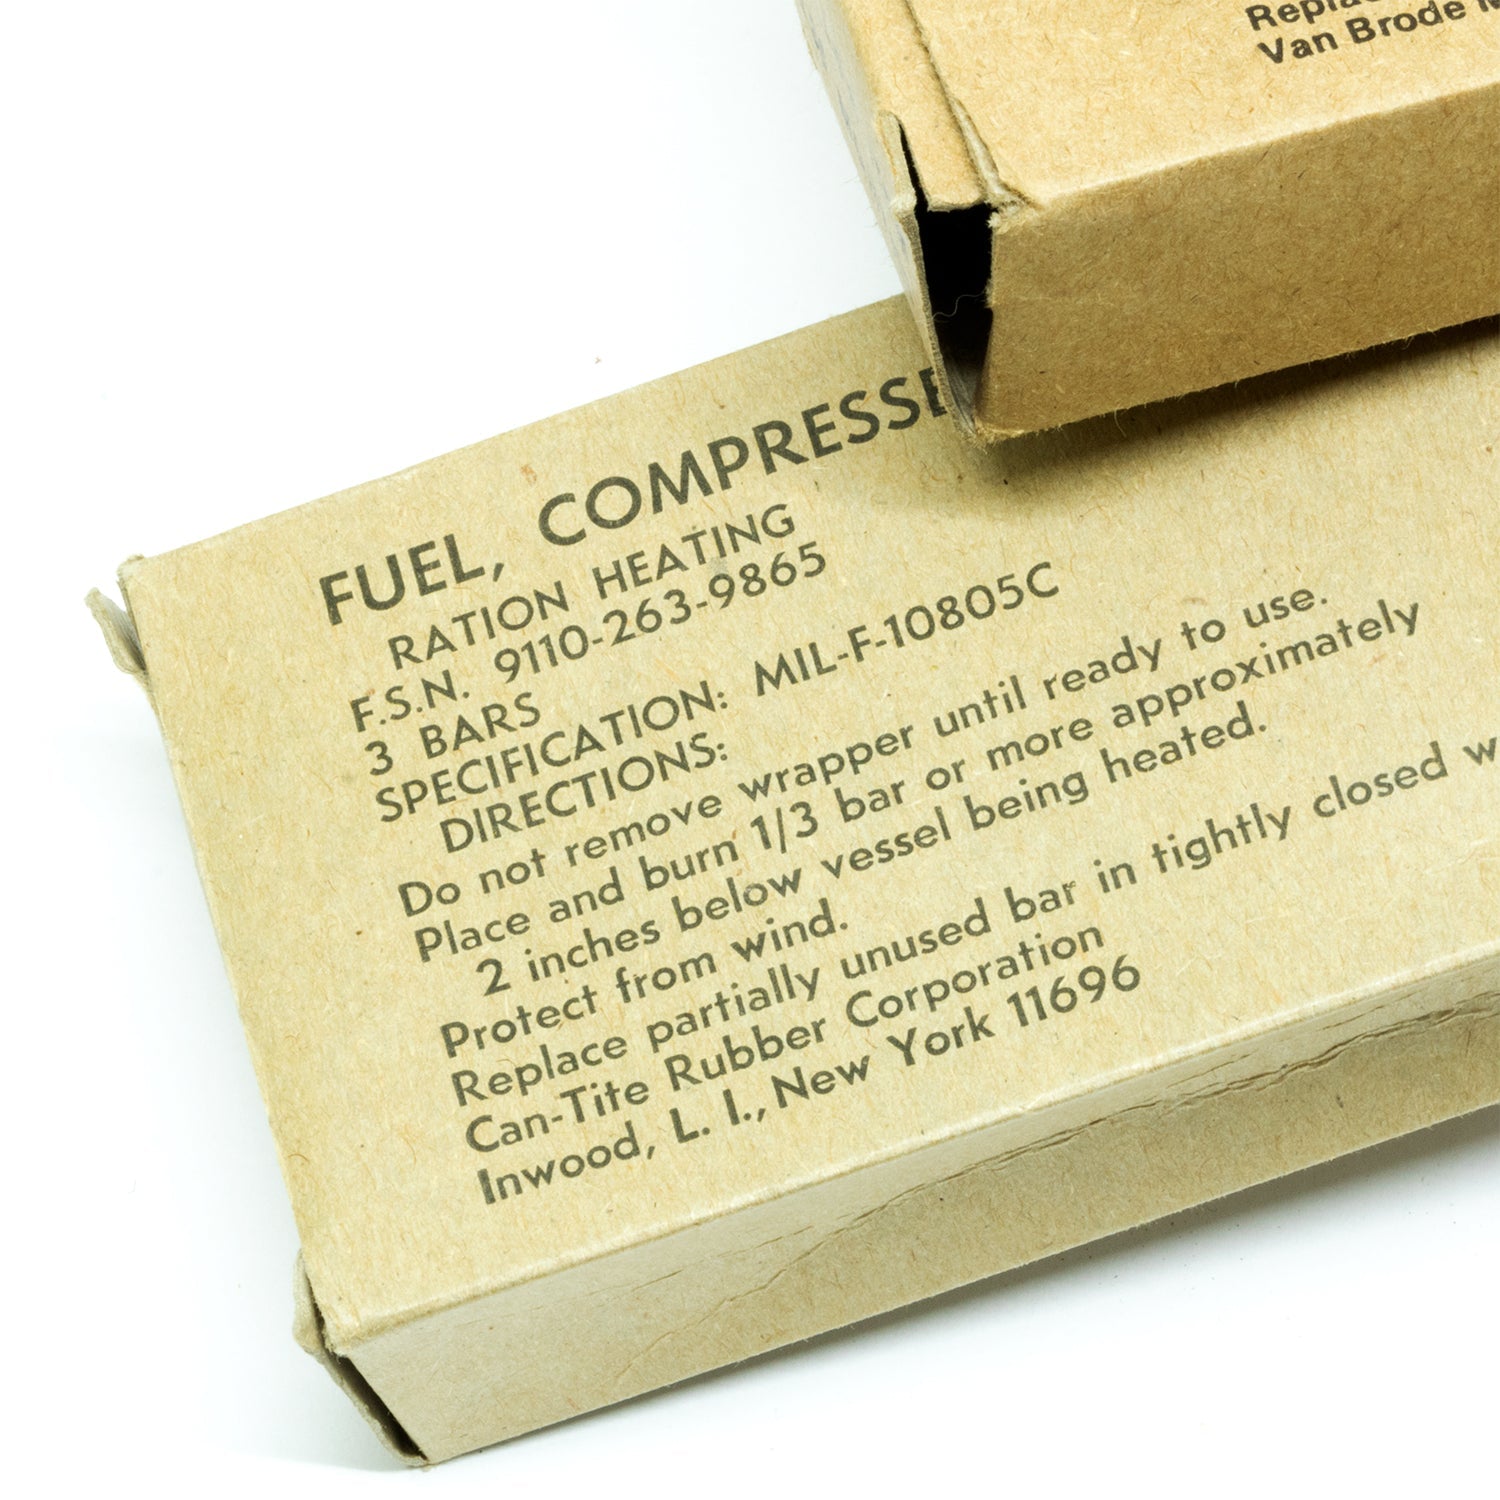 Van Brode
FUEL, COMPRESSE
RATION HEATING
F.S.N. 9110-263-9865
3 BARS
SPECIFICATION: MIL-F-10805C
DIRECTIONS:
Do not remove wrapper until ready to use.
Place and burn 1/3 bar or more approximately
2 inches below vessel being heated.
Protect from wind.
Replace partially unused bar in tightly closed w
Can-Tite Rubber Corporation
Inwood, L. I., New York 11696